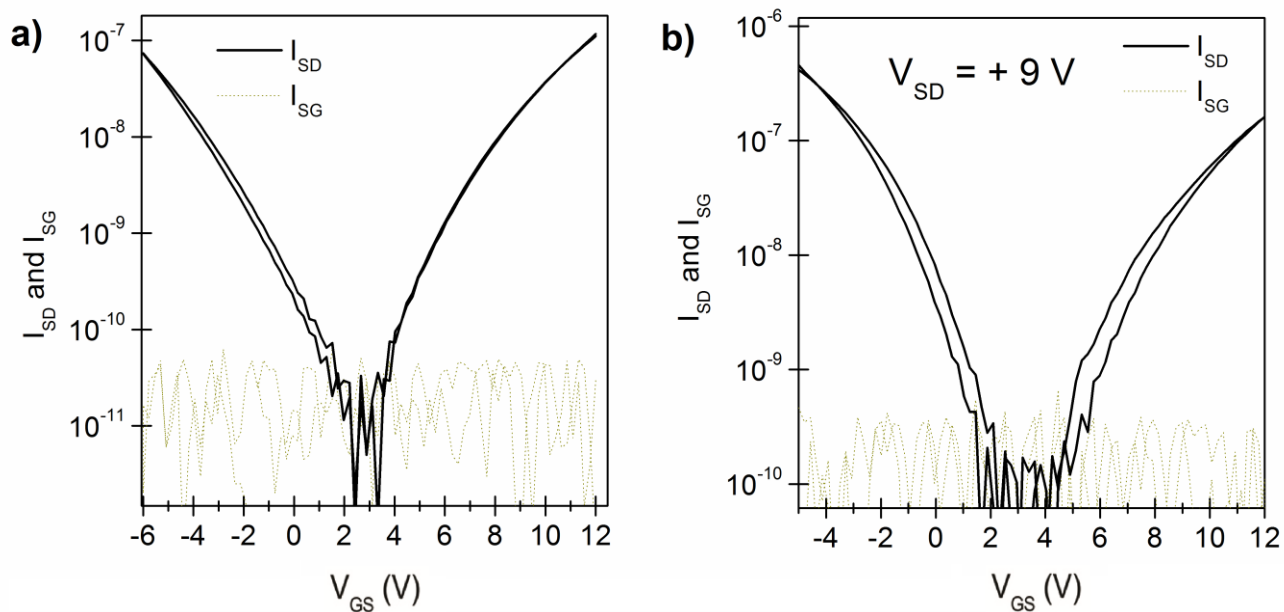 a)
I_SD
I_SG
10^-7
10^-8
10^-9
10^-10
10^-11
I_SD and I_SG
-6 -4 -2 0 2 4 6 8 10 12
V_GS (V)
b)
V_SD = + 9 V
I_SD
I_SG
10^-6
10^-7
10^-8
10^-9
10^-10
I_SD and I_SG
-4 -2 0 2 4 6 8 10 12
V_GS (V)